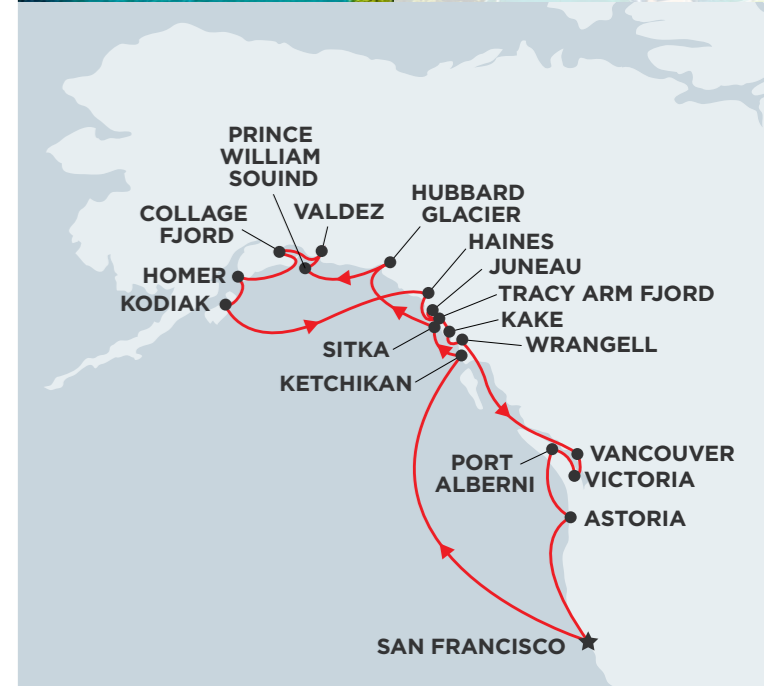 PRINCE
WILLIAM
SOUIND
COLLAGE
FJORD
VALDEZ
HUBBARD
GLACIER
HAINES
JUNEAU
TRACY ARM FJORD
KAKE
WRANGELL
HOMER
KODIAK
SITKA
KETCHIKAN
PORT
ALBERNI
VANCOUVER
VICTORIA
ASTORIA
SAN FRANCISCO